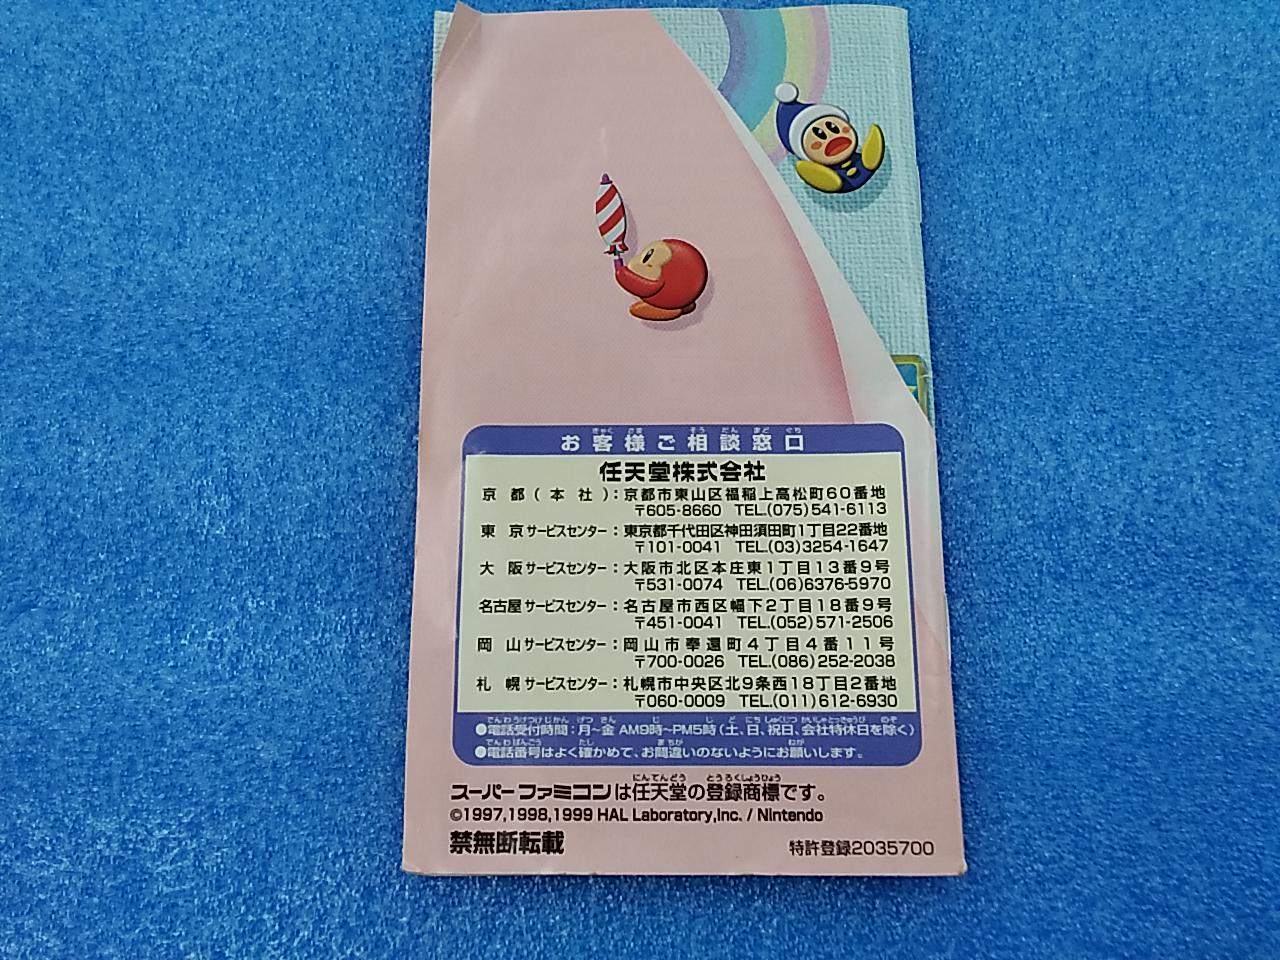 お客様ご相談窓口
任天堂株式会社
京都(本社):京都市東山区福稲上高松町60番地
〒605-8660 TEL.(075)541-6113
東京サービスセンター:東京都千代田区神田須田町1丁目22番地
〒101-0041 TEL.(03)3254-1647
大阪サービスセンター:大阪市北区本庄東1丁目13番9号
〒531-0074 TEL.(06)6376-5970
名古屋サービスセンター:名古屋市西区幅下2丁目18番9号
〒451-0041 TEL.(052)571-2506
岡山サービスセンター:岡山市奉還町4丁目4番11号
〒700-0026 TEL.(086)252-2038
札幌サービスセンター:札幌市中央区北9条西18丁目2番地
〒060-0009 TEL.(011)612-6930
●電話受付時間:月~金 AM9時~PM5時(土、日、祝日、会社特休日を除く)
●電話番号はよく確かめて、お間違いのないようにお願いします。
スーパーファミコンは任天堂の登録商標です。
©1997,1998,1999 HAL Laboratory,Inc. / Nintendo
禁無断転載
特許登録2035700